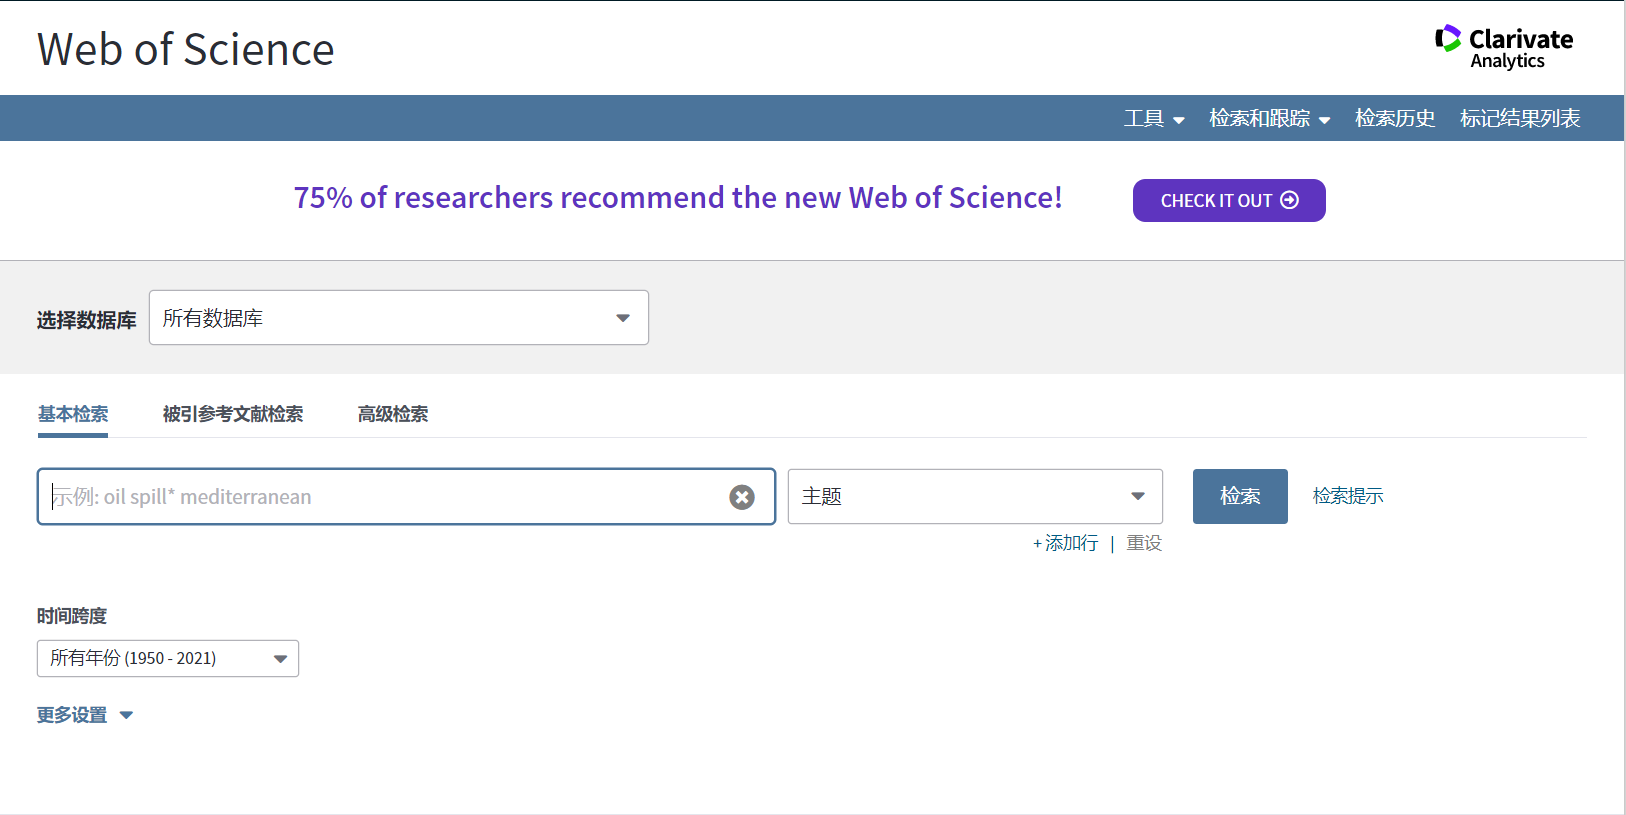 Web of Science
Clarivate
Analytics
工具 检索和跟踪 检索历史 标记结果列表
75% of researchers recommend the new Web of Science!
CHECK IT OUT
选择数据库 所有数据库
基本检索 被引参考文献检索 高级检索
示例: oil spill* mediterranean 主题 检索 检索提示
+ 添加行 | 重设
时间跨度
所有年份 (1950 - 2021)
更多设置